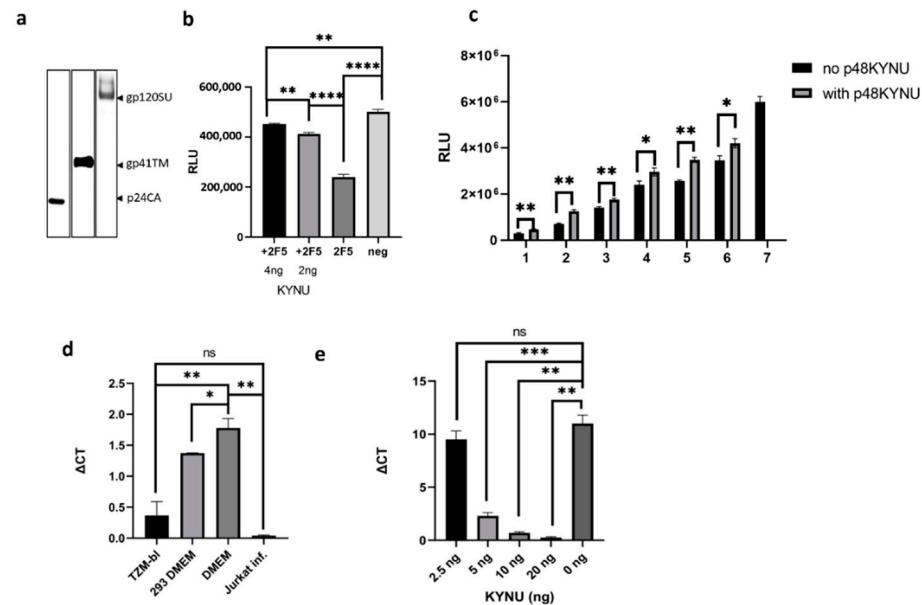 a
gp120SU
gp41TM
p24CA
b
**
** **** ****
600,000
400,000
200,000
0
RLU
+2F5 +2F5 2F5 neg
4ng 2ng
KYNU
c
8×10⁶
6×10⁶
4×10⁶
2×10⁶
0
RLU
** ** ** * ** *
1 2 3 4 5 6 7
no p48KYNU
with p48KYNU
d
ns
** **
*
2.5
2.0
1.5
1.0
0.5
0.0
ΔCT
TZM-bl 293 DMEM DMEM Jurkat inf.
e
ns
***
**
**
15
10
5
0
ΔCT
2.5 ng 5 ng 10 ng 20 ng 0 ng
KYNU (ng)